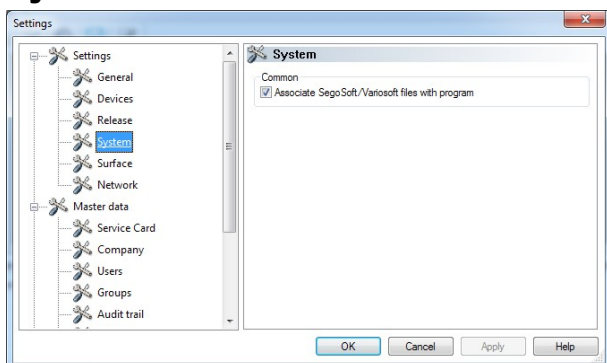 Settings
Settings
General
Devices
Release
System
Surface
Network
Master data
Service Card
Company
Users
Groups
Audit trail
System
Common
Associate SegoSoft/Variosoft files with program
OK
Cancel
Apply
Help